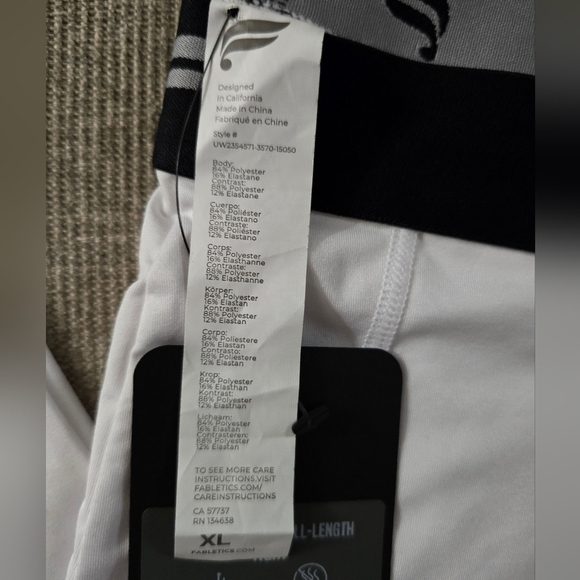 Designed
in California
Made in China
Fabriqué en Chine
Style #
UW2354571-3570-15050
Body:
84% Polyester
16% Elastane
Contrast:
88% Polyester
12% Elastane
Cuerpo:
84% Poliéster
16% Elastano
Contraste:
88% Poliéster
12% Elastano
Corps:
84% Polyester
16% Elasthanne
Contraste:
88% Polyester
12% Elasthanne
Körper:
84% Polyester
16% Elastan
Kontrast:
88% Polyester
12% Elastan
Corpo:
84% Poliestere
16% Elastan
Contrasto:
88% Poliestere
12% Elastan
Krop:
84% Polyester
16% Elasthan
Kontrast:
88% Polyester
12% Elasthan
Lichaam:
84% Polyester
16% Elastan
Contrasteren:
88% Polyester
12% Elastan
TO SEE MORE CARE
INSTRUCTIONS,VISIT
FABLETICS.COM/
CAREINSTRUCTIONS
CA 57737
RN 134638
XL
FABLETICS.COM
LL-LENGTH